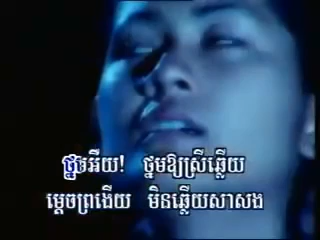 ថ្នមអើយ! ថ្នមឱ្យស្រីឆ្លើយ
ម្ដេចព្រងើយ មិនឆ្លើយសាសង